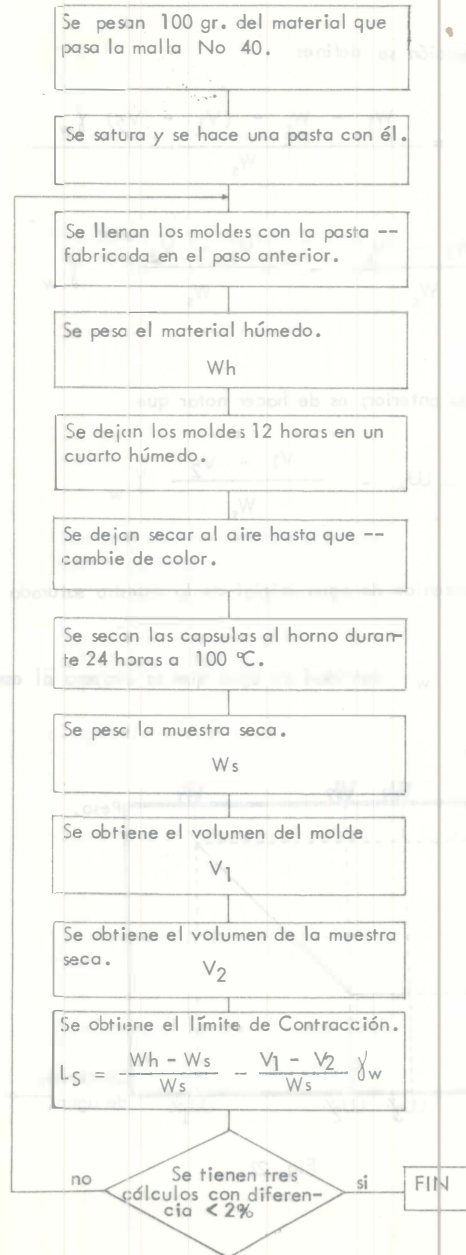 Se pesan 100 gr. del material que
pasa la malla No 40.
Se satura y se hace una pasta con él.
Se llenan los moldes con la pasta --
fabricada en el paso anterior.
Se pesa el material húmedo.
Wh
Se dejan los moldes 12 horas en un
cuarto húmedo.
Se dejan secar al aire hasta que --
cambie de color.
Se secan las capsulas al horno duran-
te 24 horas a 100 ºC.
Se pesa la muestra seca.
Ws
Se obtiene el volumen del molde
V1
Se obtiene el volumen de la muestra
seca.
V2
Se obtiene el límite de Contracción.
LS = (Wh - Ws)/Ws - (V1 - V2)/Ws γw
no
Se tienen tres
cálculos con diferen-
cia < 2%
si
FIN